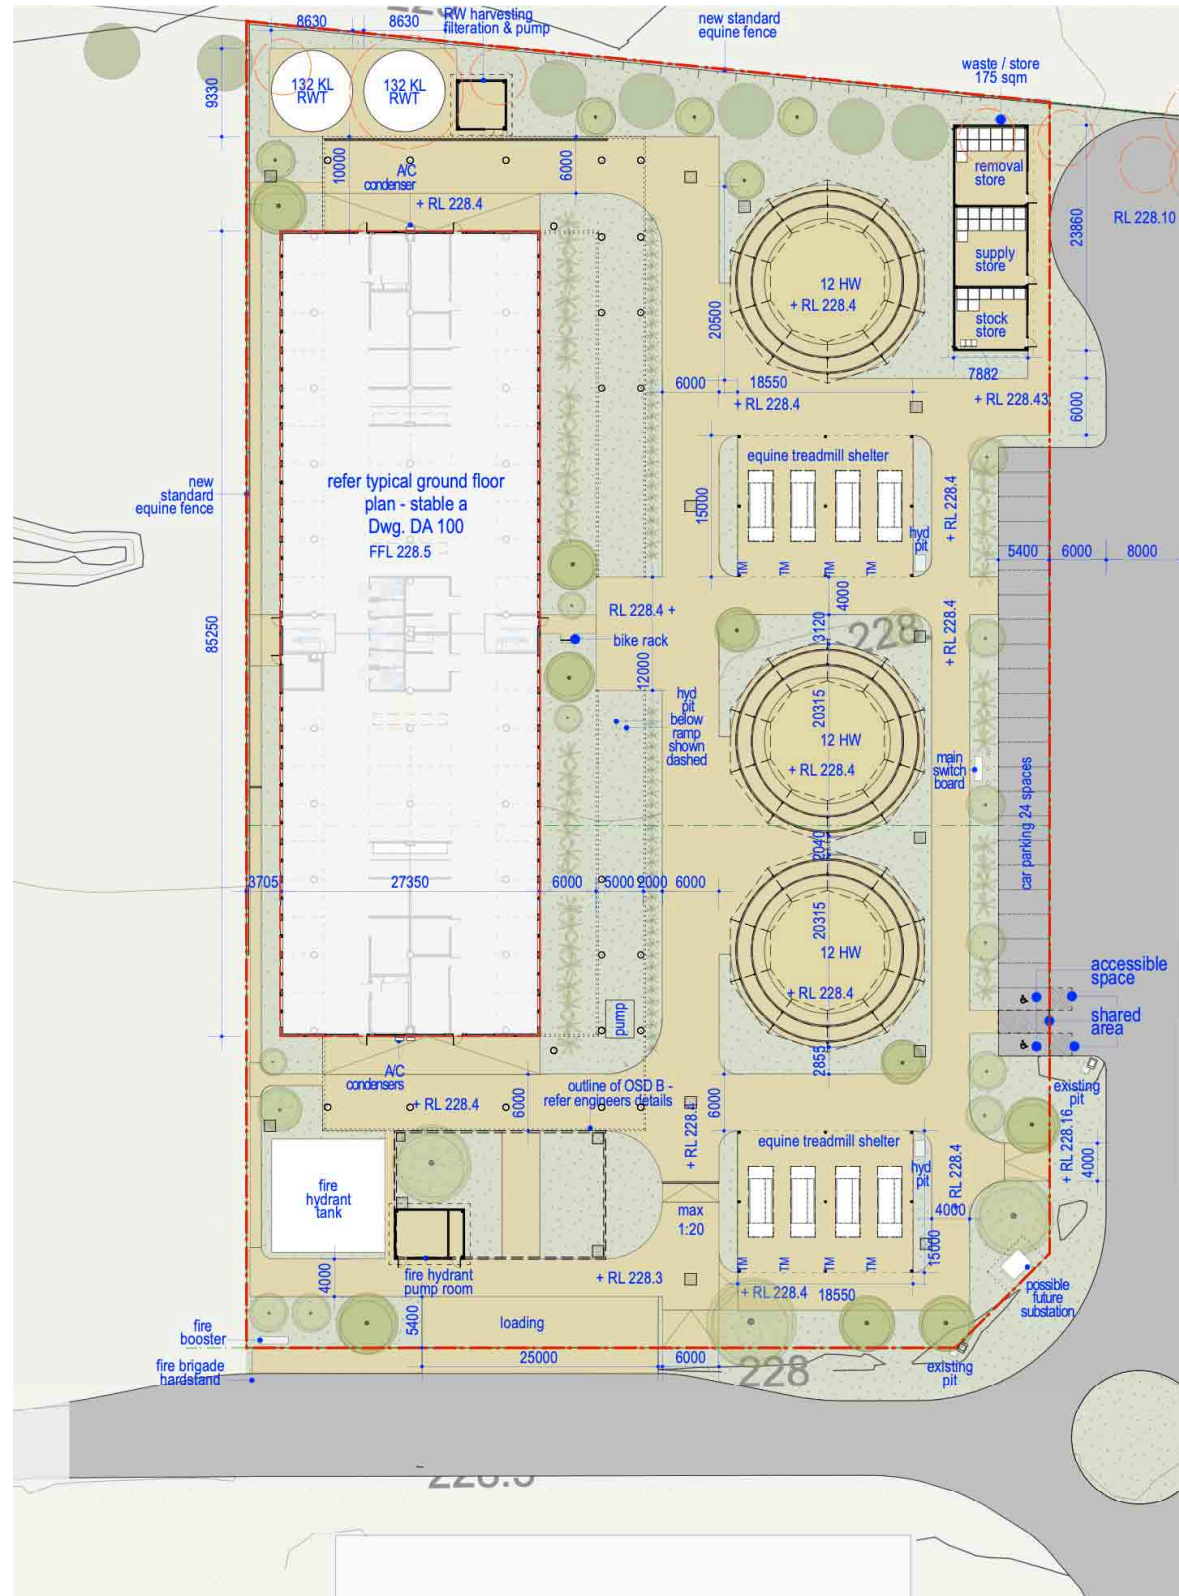 228
8630
8630
RW harvesting
filteration & pump
new standard
equine fence
waste / store
175 sqm
9330
132 KL
RWT
132 KL
RWT
10000
A/C
condenser
6000
+ RL 228.4
removal
store
supply
store
stock
store
23860
RL 228.10
12 HW
+ RL 228.4
20500
7882
6000
18550
+ RL 228.4
+ RL 228.43
6000
new
standard
equine fence
refer typical ground floor
plan - stable a
Dwg. DA 100
FFL 228.5
equine treadmill shelter
15000
hyd
pit
+ RL 228.4
TM
TM
TM
TM
5400
6000
8000
4000
RL 228.4 +
3120
228
+ RL 228.4
bike rack
85250
12000
hyd
pit
below
ramp
shown
dashed
20315
12 HW
+ RL 228.4
main
switch
board
car parking 24 spaces
2040
3705
27350
6000
5000
2000
6000
20315
12 HW
+ RL 228.4
accessible
space
shared
area
pump
2855
A/C
condensers
+ RL 228.4
6000
outline of OSD B -
refer engineers details
6000
+ RL 228.4
existing
pit
+ RL 228.16
4000
equine treadmill shelter
hyd
pit
+ RL 228.4
fire
hydrant
tank
max
1:20
4000
15000
TM
TM
TM
TM
4000
fire hydrant
pump room
+ RL 228.3
+ RL 228.4
18550
possible
future
substation
fire
booster
5400
loading
fire brigade
hardstand
25000
6000
228
existing
pit
228.5